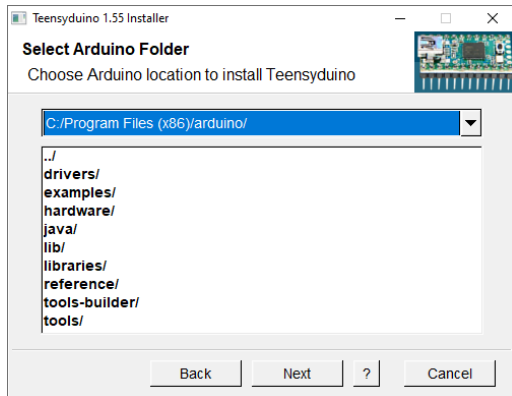 Teensyduino 1.55 Installer
Select Arduino Folder
Choose Arduino location to install Teensyduino
C:/Program Files (x86)/arduino/
../
drivers/
examples/
hardware/
java/
lib/
libraries/
reference/
tools-builder/
tools/
Back Next ? Cancel